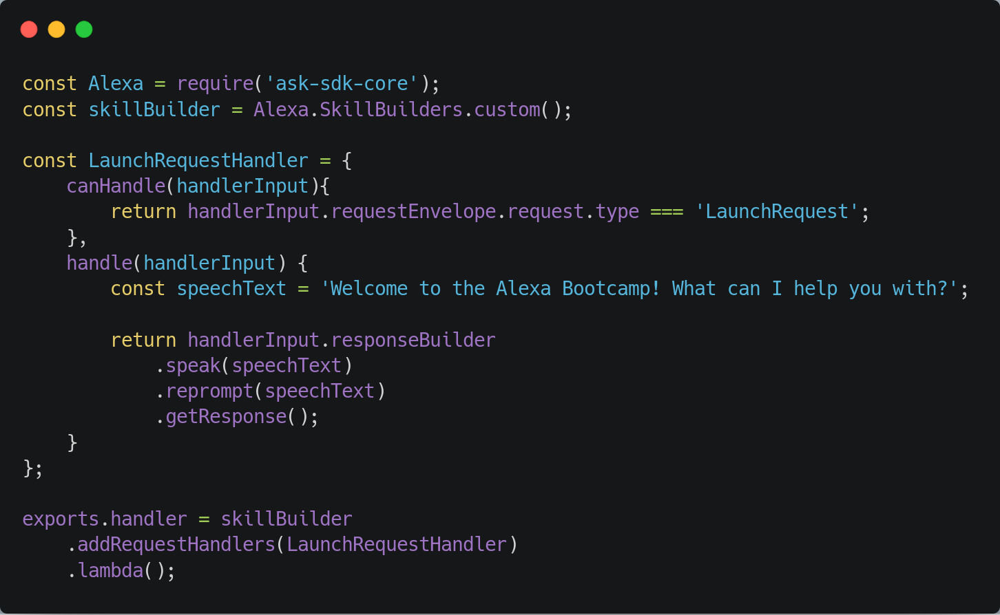 const Alexa = require('ask-sdk-core');
const skillBuilder = Alexa.SkillBuilders.custom();

const LaunchRequestHandler = {
    canHandle(handlerInput){
        return handlerInput.requestEnvelope.request.type === 'LaunchRequest';
    },
    handle(handlerInput) {
        const speechText = 'Welcome to the Alexa Bootcamp! What can I help you with?';

        return handlerInput.responseBuilder
            .speak(speechText)
            .reprompt(speechText)
            .getResponse();
    }
};

exports.handler = skillBuilder
    .addRequestHandlers(LaunchRequestHandler)
    .lambda();